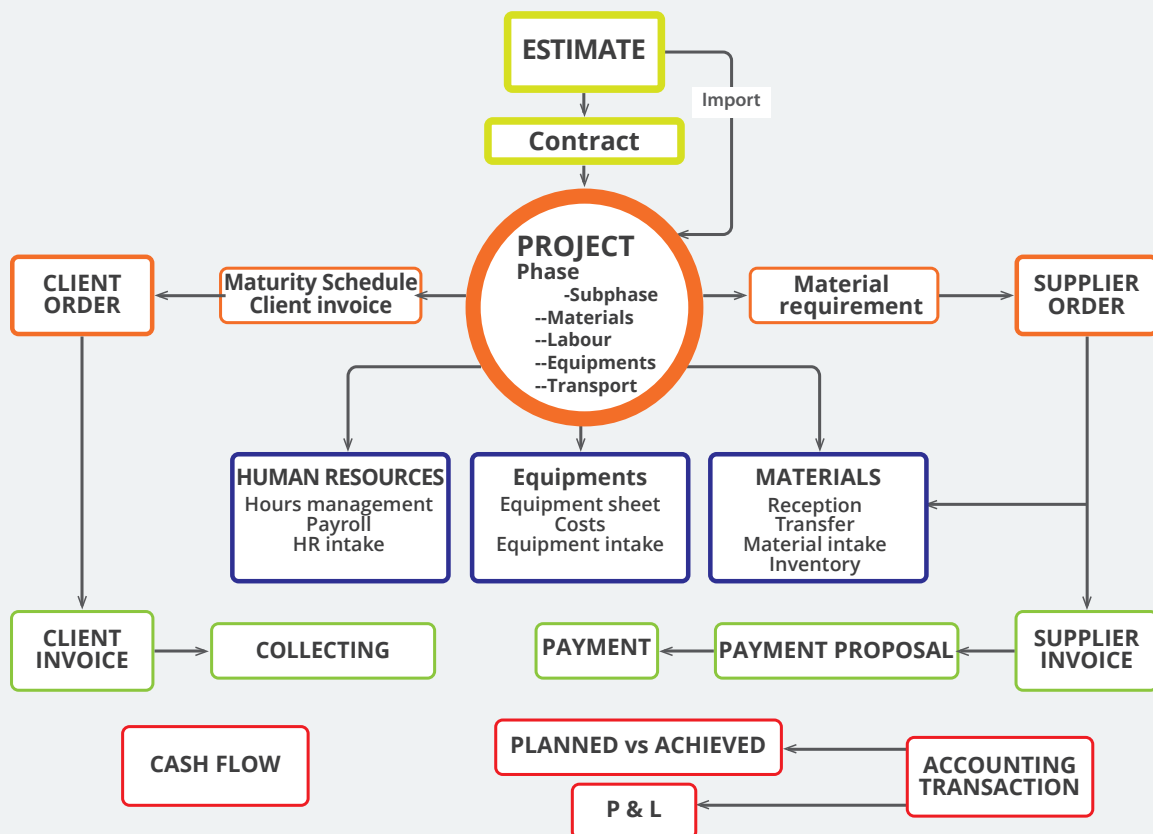 ESTIMATE
Import
Contract
PROJECT
Phase
-Subphase
--Materials
--Labour
--Equipments
--Transport
CLIENT
ORDER
Maturity Schedule
Client invoice
Material
requirement
SUPPLIER
ORDER
HUMAN RESOURCES
Hours management
Payroll
HR intake
Equipments
Equipment sheet
Costs
Equipment intake
MATERIALS
Reception
Transfer
Material intake
Inventory
CLIENT
INVOICE
COLLECTING
PAYMENT
PAYMENT PROPOSAL
SUPPLIER
INVOICE
CASH FLOW
PLANNED vs ACHIEVED
P & L
ACCOUNTING
TRANSACTION